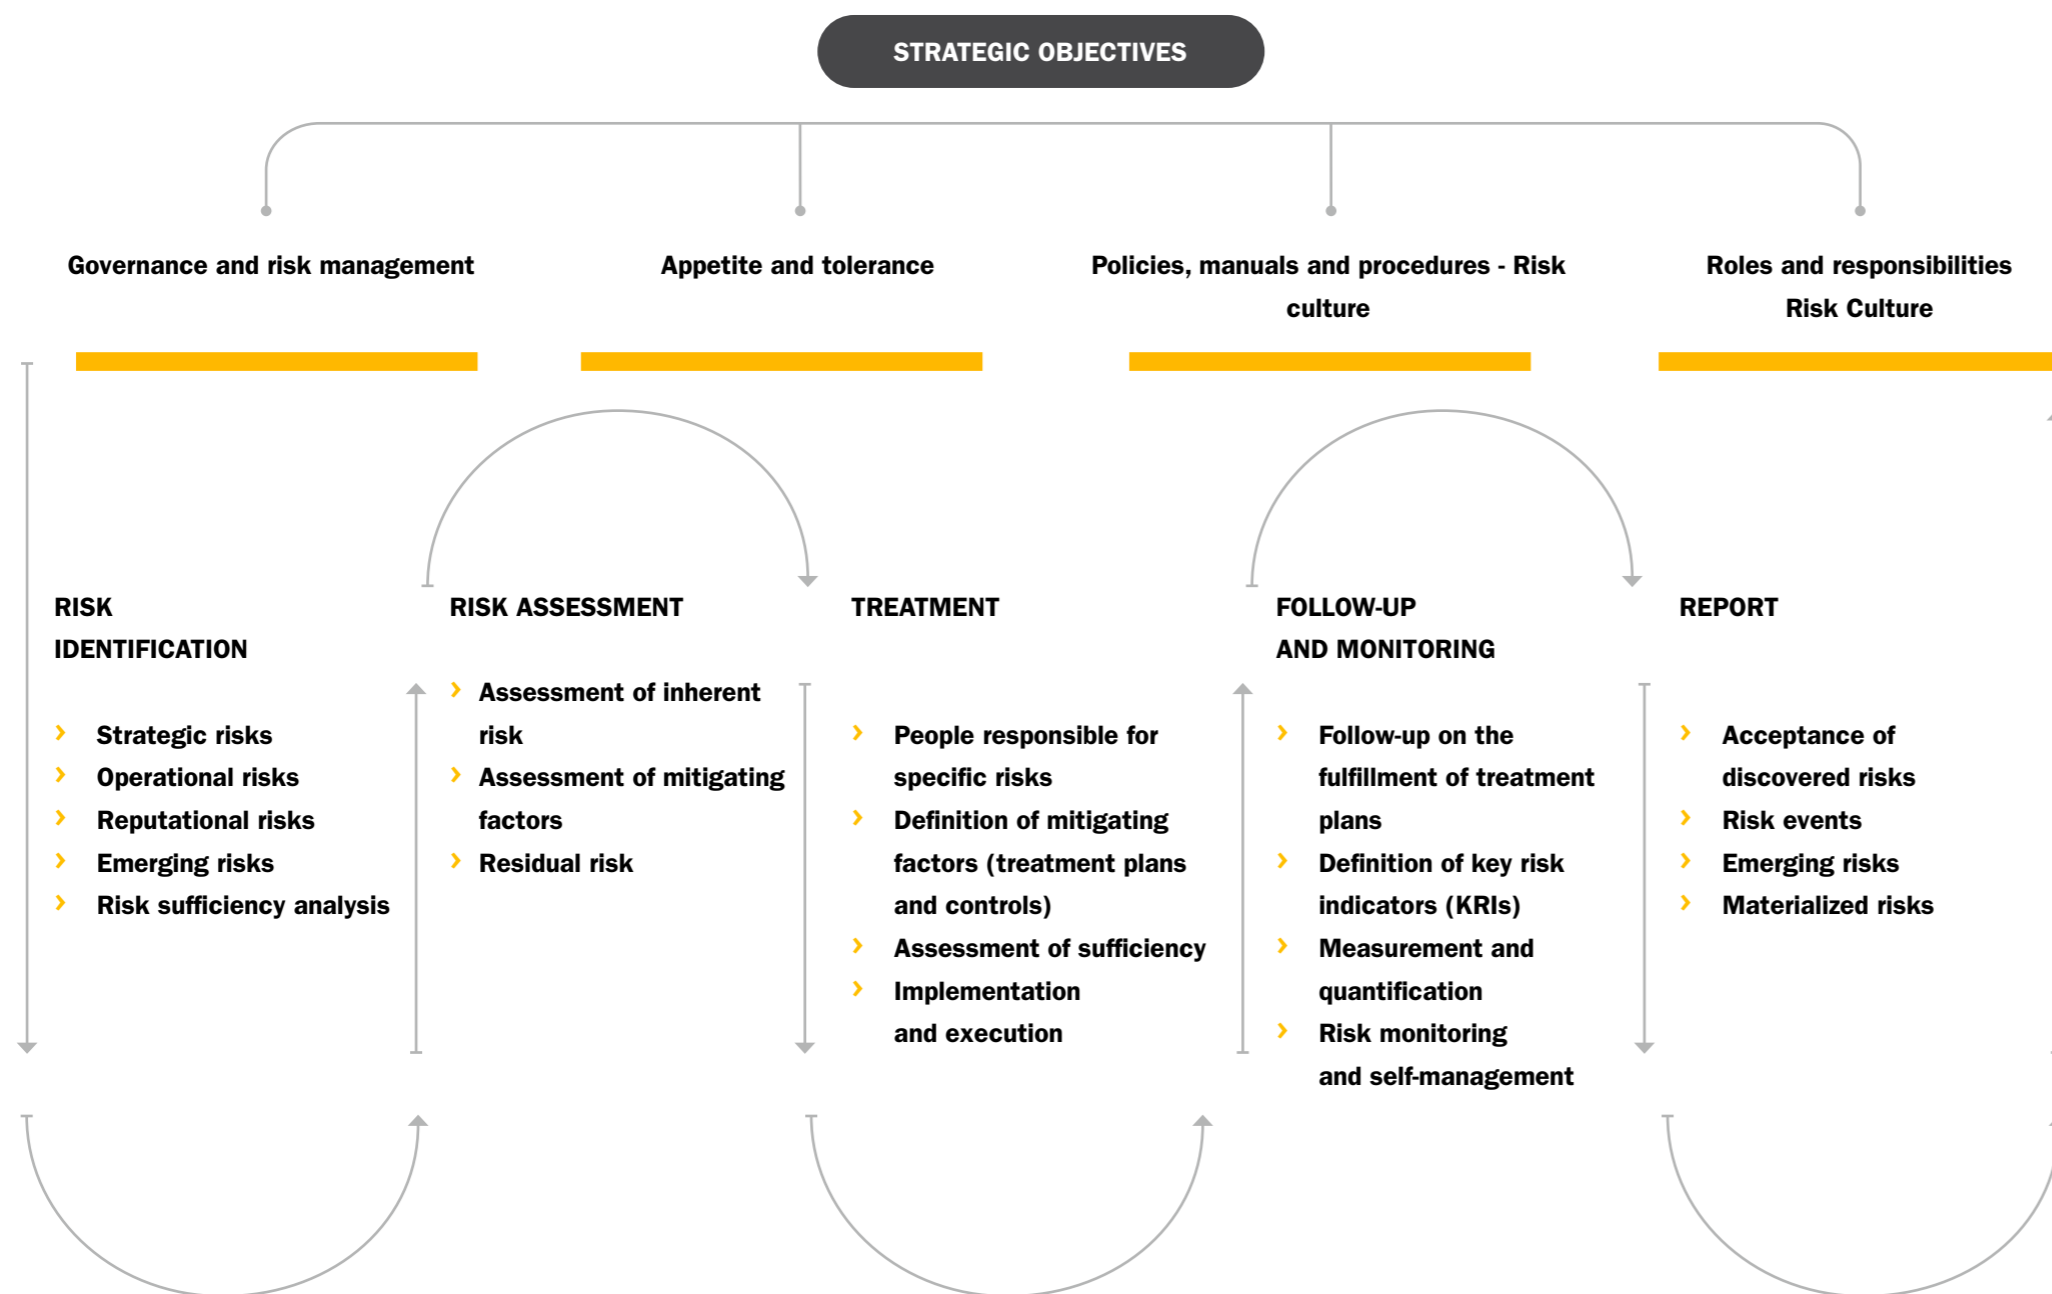 STRATEGIC OBJECTIVES
Governance and risk management
Appetite and tolerance
Policies, manuals and procedures - Risk
culture
Roles and responsibilities
Risk Culture
RISK
IDENTIFICATION
Strategic risks
Operational risks
Reputational risks
Emerging risks
Risk sufficiency analysis
RISK ASSESSMENT
Assessment of inherent
risk
Assessment of mitigating
factors
Residual risk
TREATMENT
People responsible for
specific risks
Definition of mitigating
factors (treatment plans
and controls)
Assessment of sufficiency
Implementation
and execution
FOLLOW-UP
AND MONITORING
Follow-up on the
fulfillment of treatment
plans
Definition of key risk
indicators (KRIs)
Measurement and
quantification
Risk monitoring
and self-management
REPORT
Acceptance of
discovered risks
Risk events
Emerging risks
Materialized risks